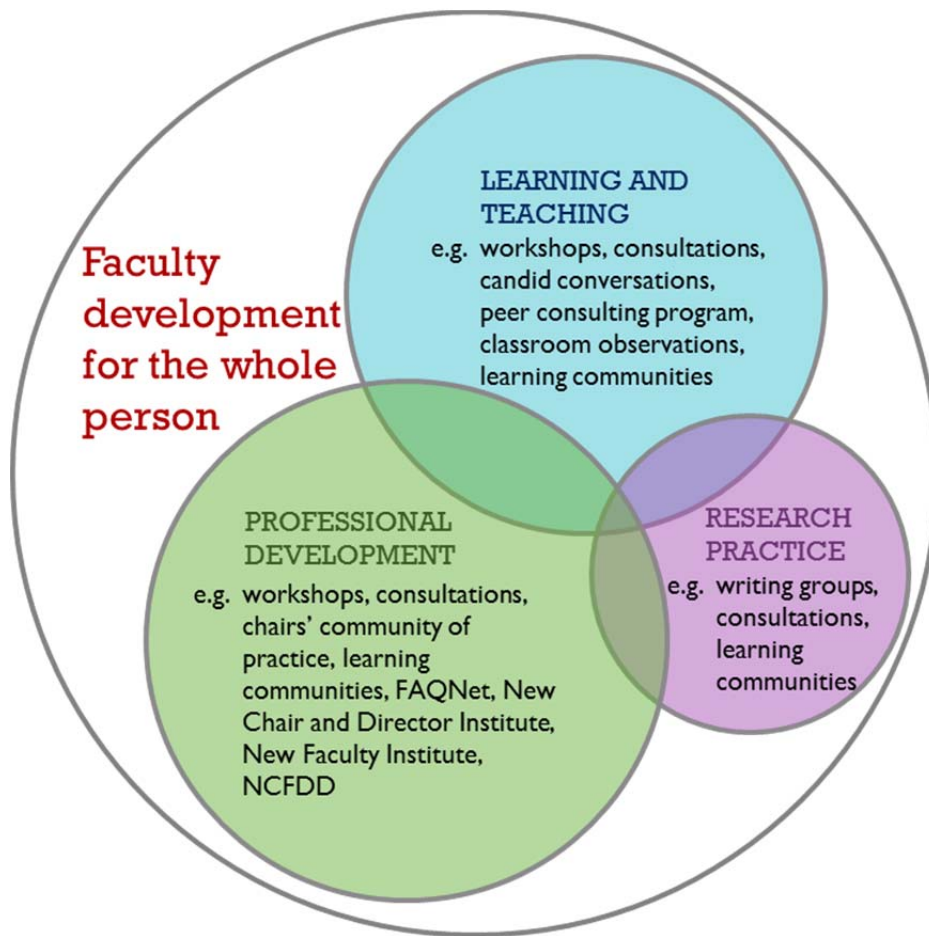 Faculty
development
for the whole
person
LEARNING AND
TEACHING
e.g. workshops, consultations,
candid conversations,
peer consulting program,
classroom observations,
learning communities
PROFESSIONAL
DEVELOPMENT
e.g. workshops, consultations,
chairs’ community of
practice, learning
communities, FAQNet, New
Chair and Director Institute,
New Faculty Institute,
NCFDD
RESEARCH
PRACTICE
e.g. writing groups,
consultations,
learning
communities